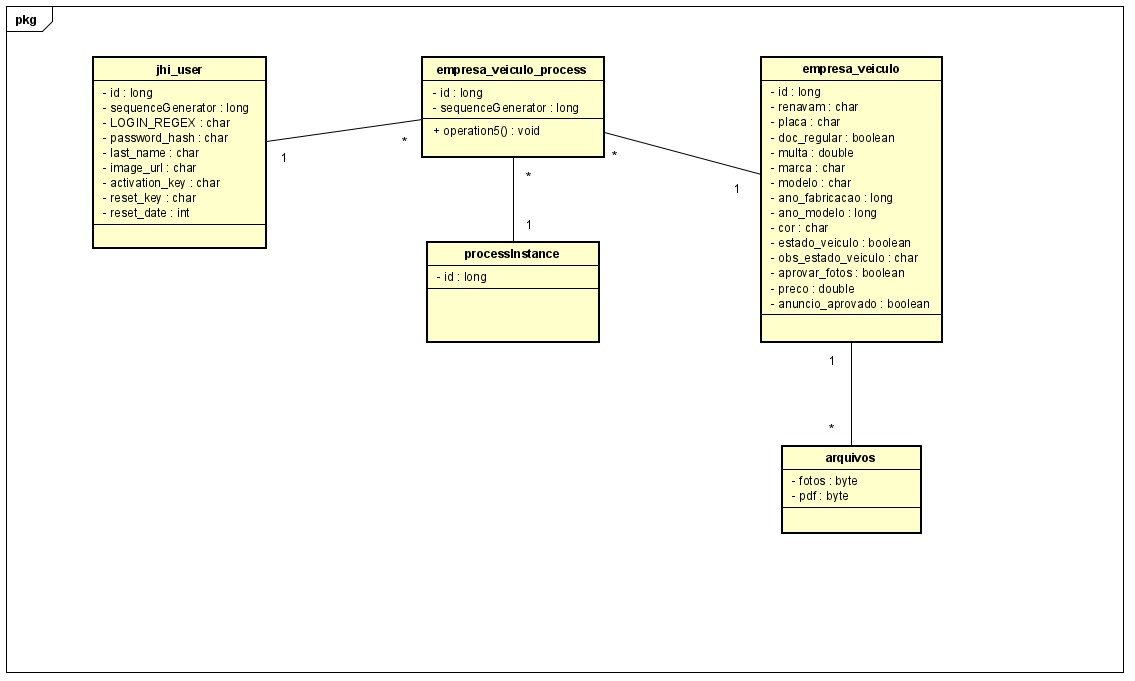 pkg
jhi_user
- id : long
- sequenceGenerator : long
- LOGIN_REGEX : char
- password_hash : char
- last_name : char
- image_url : char
- activation_key : char
- reset_key : char
- reset_date : int
1
*
empresa_veiculo_process
- id : long
- sequenceGenerator : long
+ operation5() : void
*
1
processInstance
- id : long
*
1
empresa_veiculo
- id : long
- renavam : char
- placa : char
- doc_regular : boolean
- multa : double
- marca : char
- modelo : char
- ano_fabricacao : long
- ano_modelo : long
- cor : char
- estado_veiculo : boolean
- obs_estado_veiculo : char
- aprovar_fotos : boolean
- preco : double
- anuncio_aprovado : boolean
1
*
arquivos
- fotos : byte
- pdf : byte